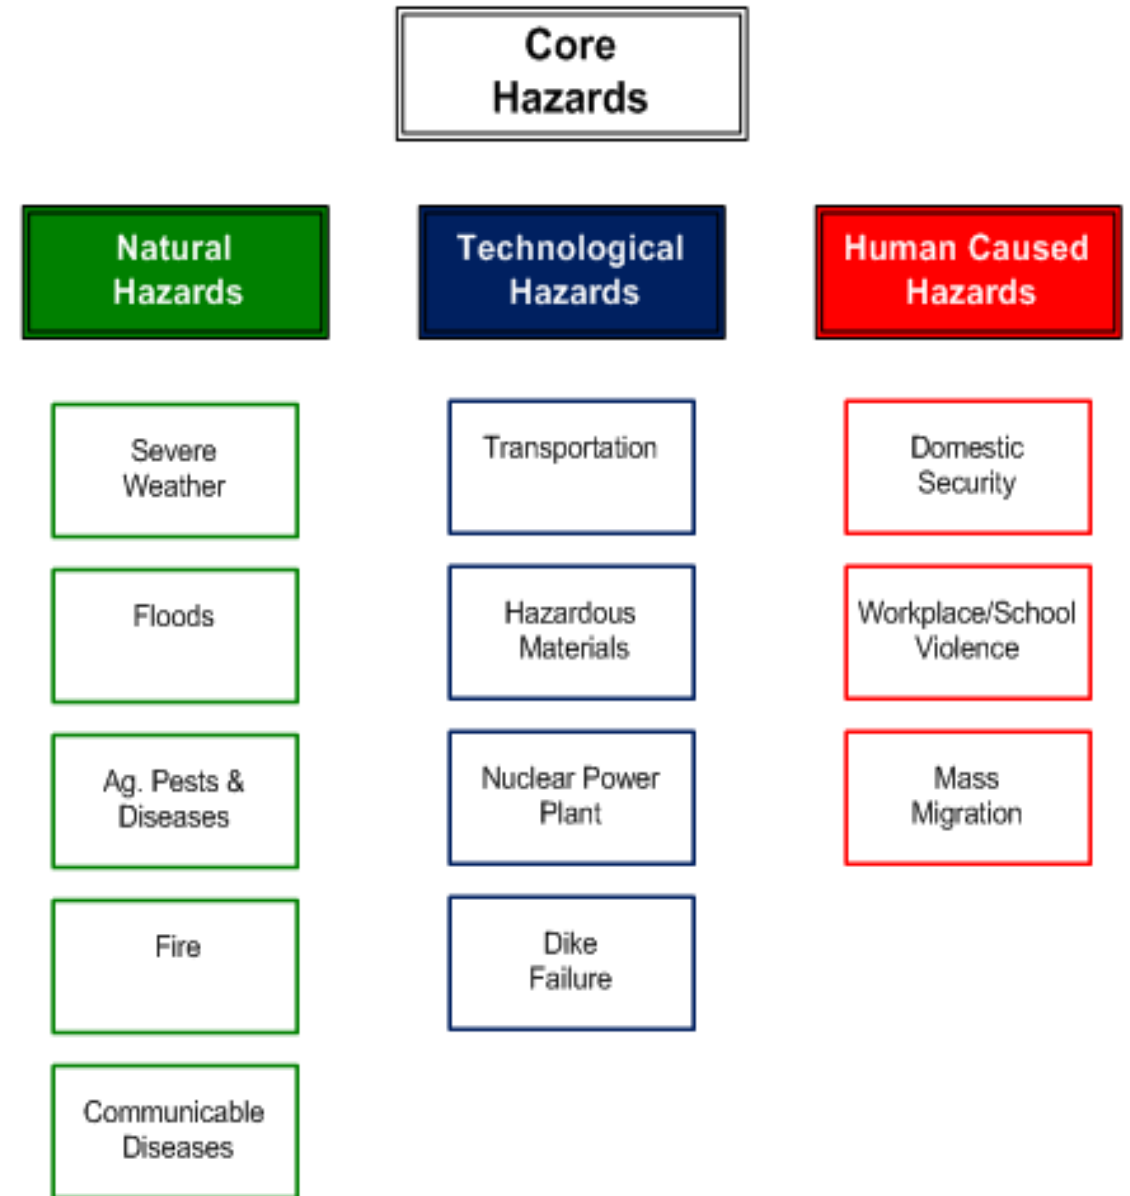 Core
Hazards
Natural
Hazards
Technological
Hazards
Human Caused
Hazards
Severe
Weather
Floods
Ag. Pests &
Diseases
Fire
Communicable
Diseases
Transportation
Hazardous
Materials
Nuclear Power
Plant
Dike
Failure
Domestic
Security
Workplace/School
Violence
Mass
Migration